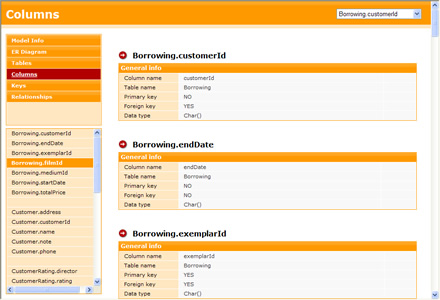 Columns
Borrowing.customerId
Model Info
ER Diagram
Tables
Columns
Keys
Relationships
Borrowing.customerId
Borrowing.endDate
Borrowing.exemplarId
Borrowing.filmId
Borrowing.mediumId
Borrowing.startDate
Borrowing.totalPrice
Customer.address
Customer.customerId
Customer.name
Customer.note
Customer.phone
CustomerRating.director
CustomerRating.rating
Borrowing.customerId
General info
Column name customerId
Table name Borrowing
Primary key NO
Foreign key YES
Data type Char()
Borrowing.endDate
General info
Column name endDate
Table name Borrowing
Primary key NO
Foreign key NO
Data type Char()
Borrowing.exemplarId
General info
Column name exemplarId
Table name Borrowing
Primary key YES
Foreign key YES
Data type Char()